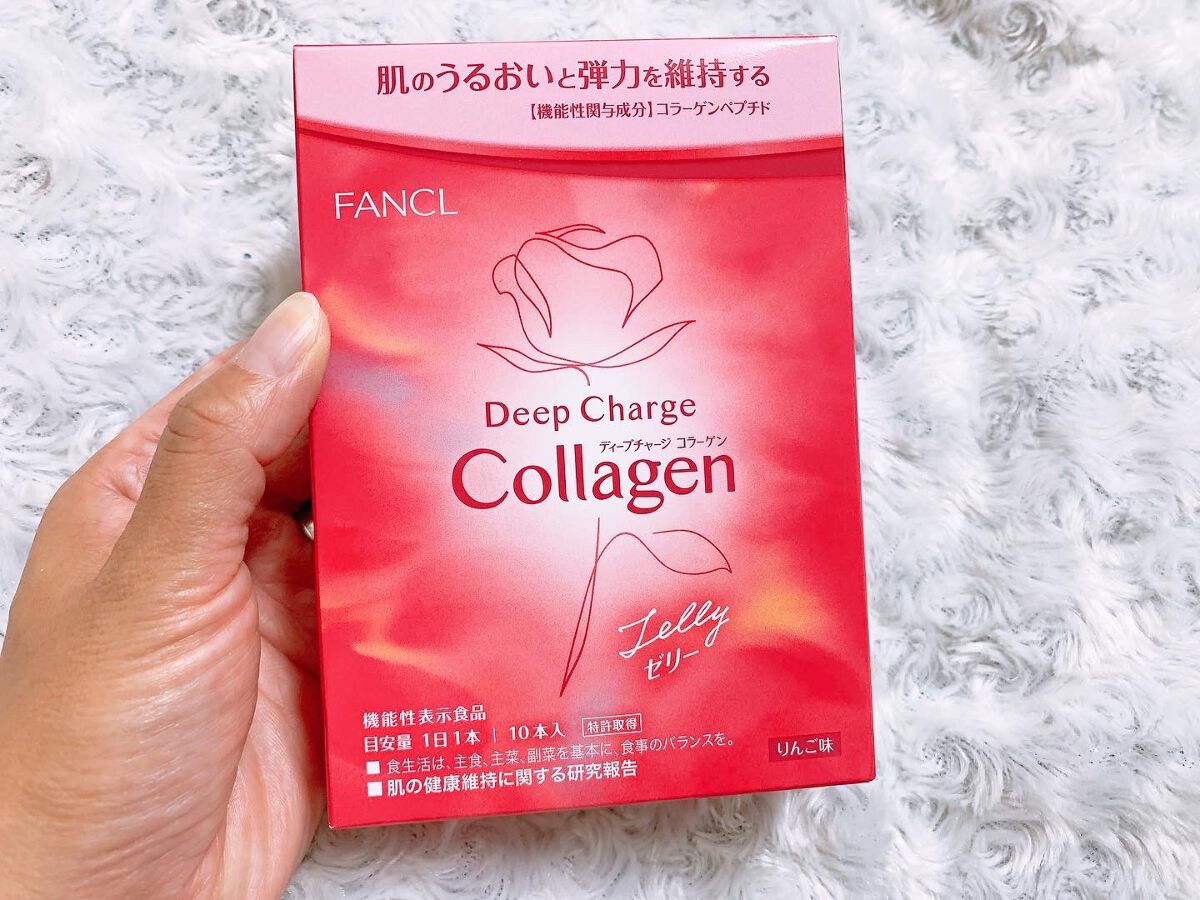 肌のうるおいと弾力を維持する
【機能性関与成分】コラーゲンペプチド
FANCL
Deep Charge
ディープチャージ コラーゲン
Collagen
Jelly
ゼリー
機能性表示食品
目安量 1日1本 | 10本入 特許取得
■ 食生活は、主食、主菜、副菜を基本に、食事のバランスを。
■ 肌の健康維持に関する研究報告
りんご味